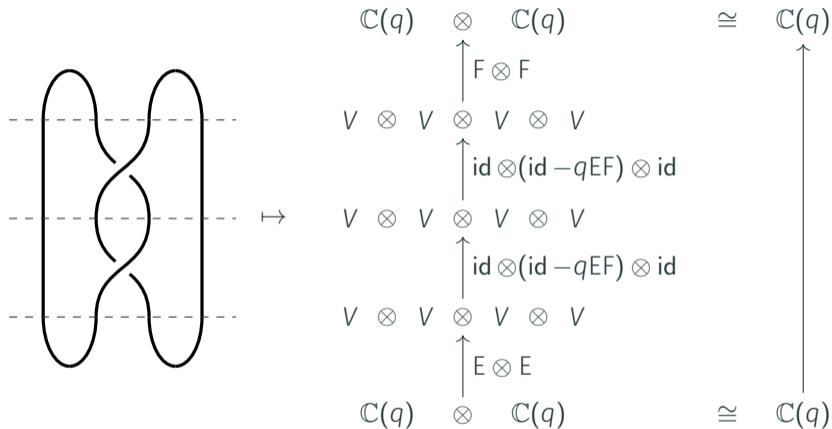 ℂ(q) ⊗ ℂ(q) ≅ ℂ(q)
F ⊗ F
V ⊗ V ⊗ V ⊗ V
id ⊗(id −qEF) ⊗ id
↦ V ⊗ V ⊗ V ⊗ V
id ⊗(id −qEF) ⊗ id
V ⊗ V ⊗ V ⊗ V
E ⊗ E
ℂ(q) ⊗ ℂ(q) ≅ ℂ(q)